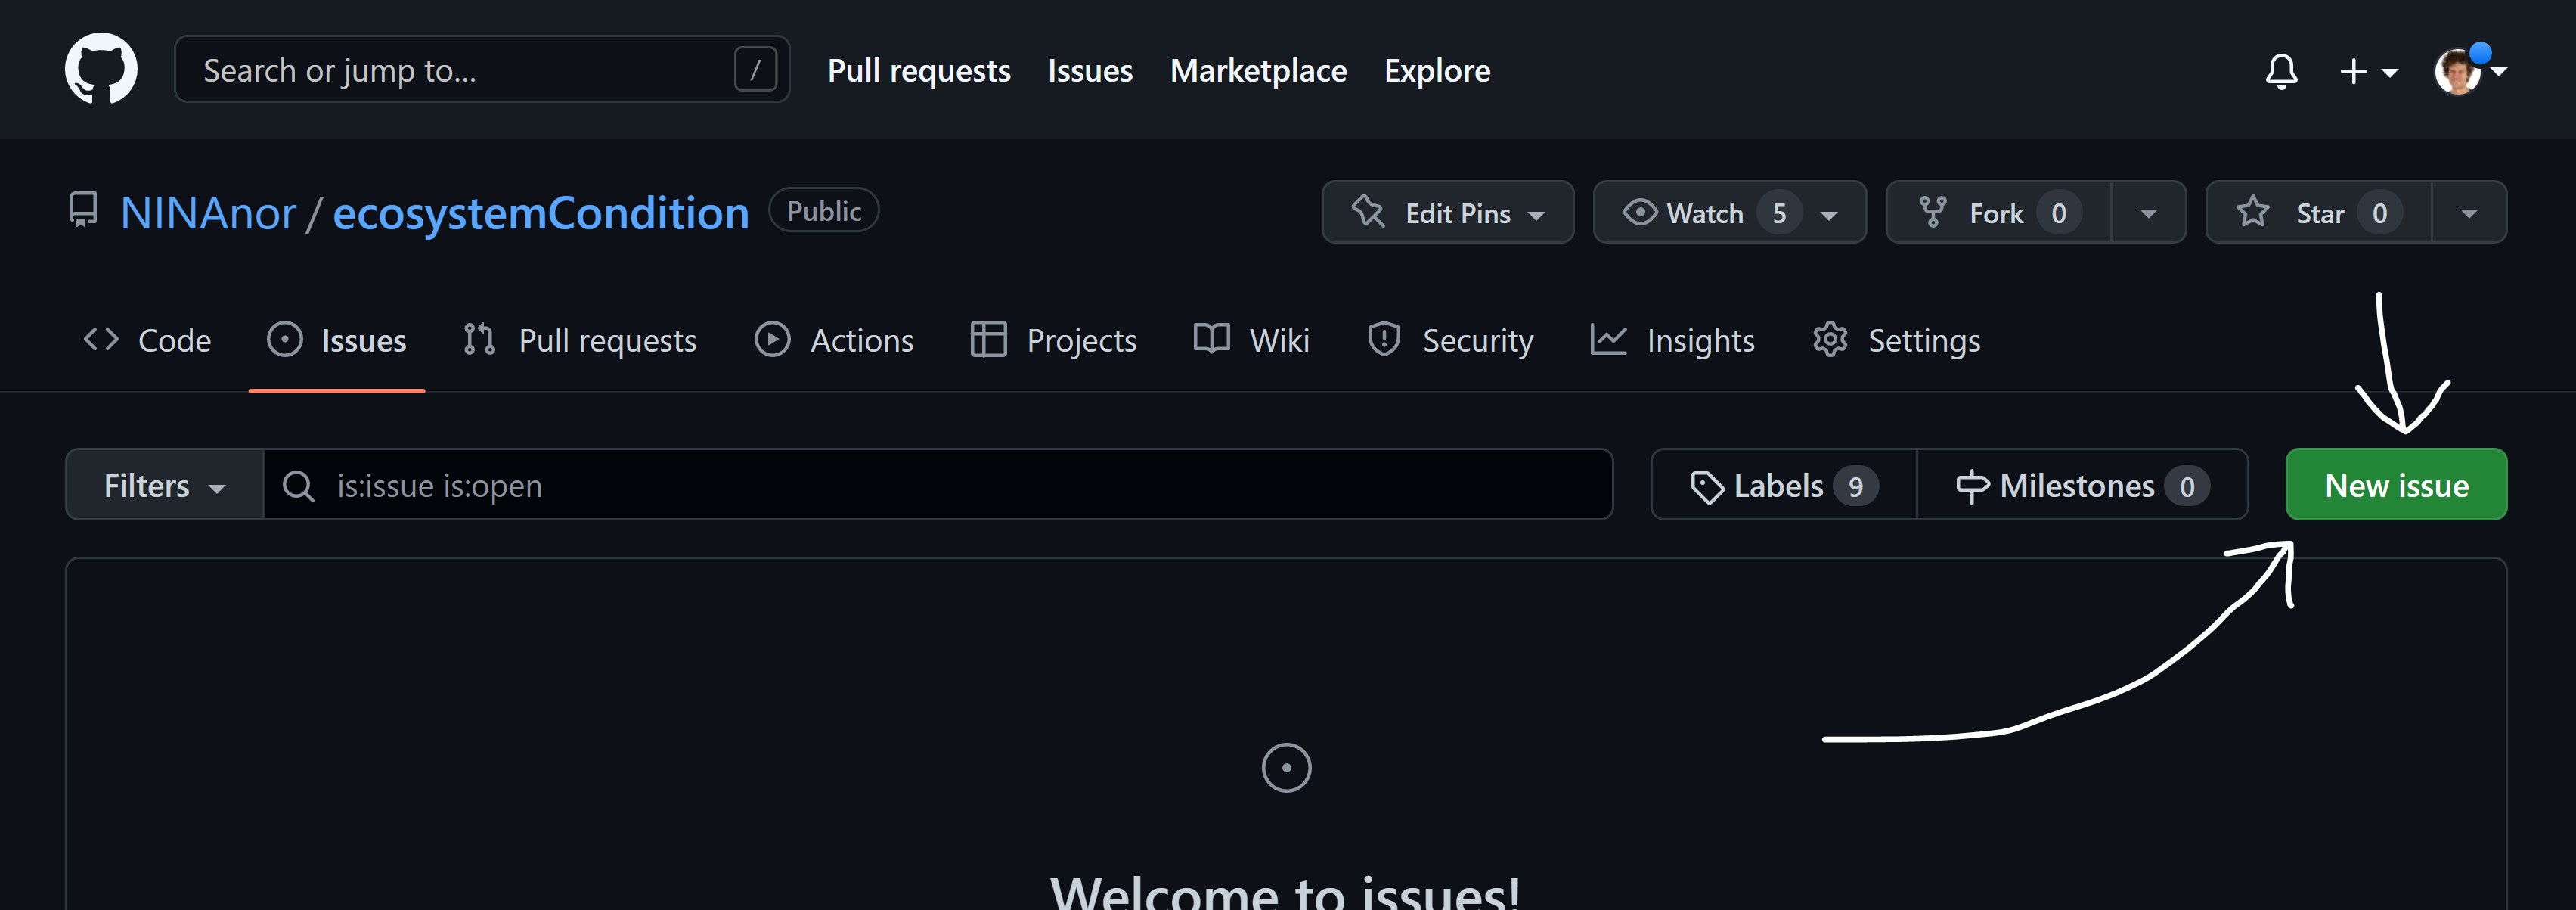 Search or jump to... / Pull requests Issues Marketplace Explore
NINAnor / ecosystemCondition Public Edit Pins Watch 5 Fork 0 Star 0
Code Issues Pull requests Actions Projects Wiki Security Insights Settings
Filters is:issue is:open Labels 9 Milestones 0 New issue
Welcome to issues!